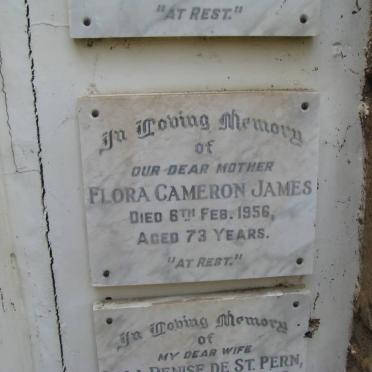 "AT REST."
In Loving Memory
of
OUR DEAR MOTHER
FLORA CAMERON JAMES
DIED 6TH FEB. 1956,
AGED 73 YEARS.
"AT REST."
In Loving Memory
of
MY DEAR WIFE
DENISE DE ST. PERN,